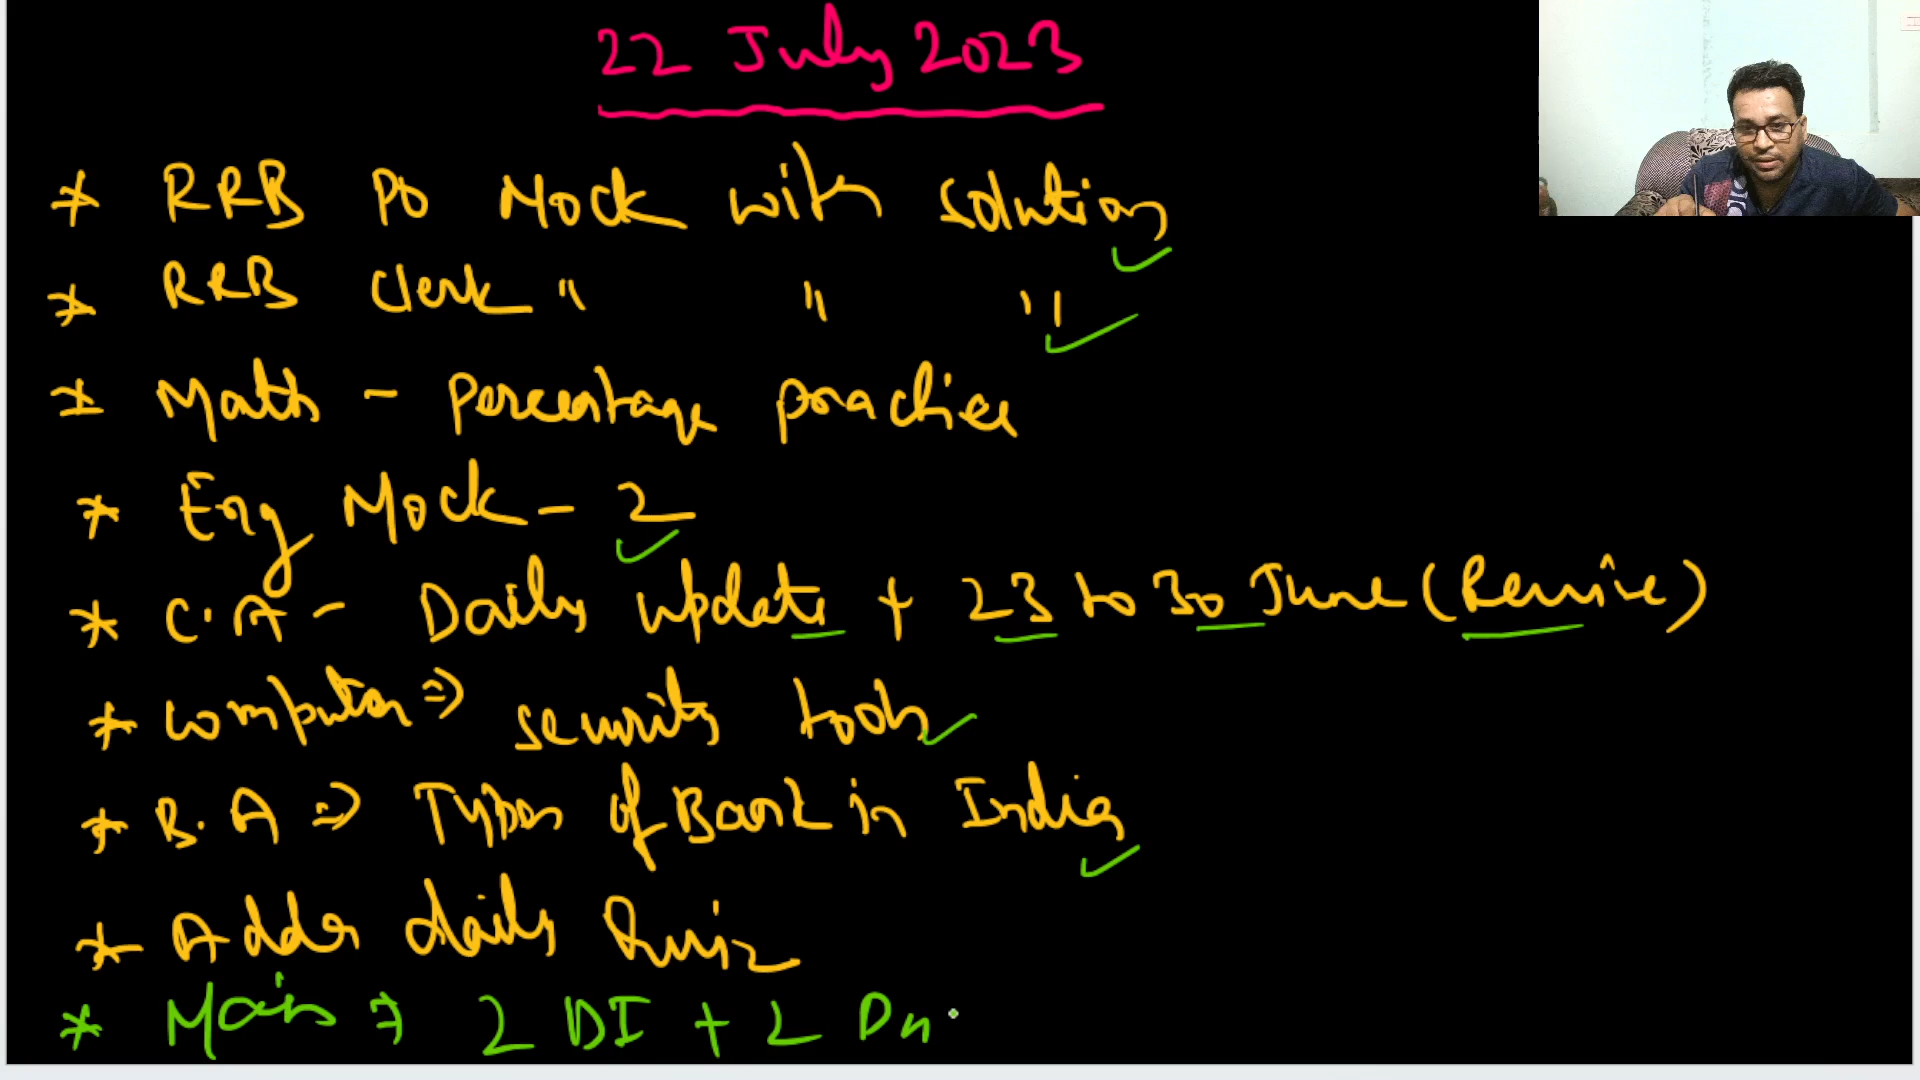 22 July 2023
* RRB PO Mock with solution
* RRB Clerk " " "
* Math - Percentage practice
* Eng Mock - 2
* C.A - Daily update + 23 to 30 June (Revise)
* Computer ⇒ security tools
* B.A ⇒ Types of Bank in India
* Adda daily Quiz
* Mains ⇒ 2 DI + 2